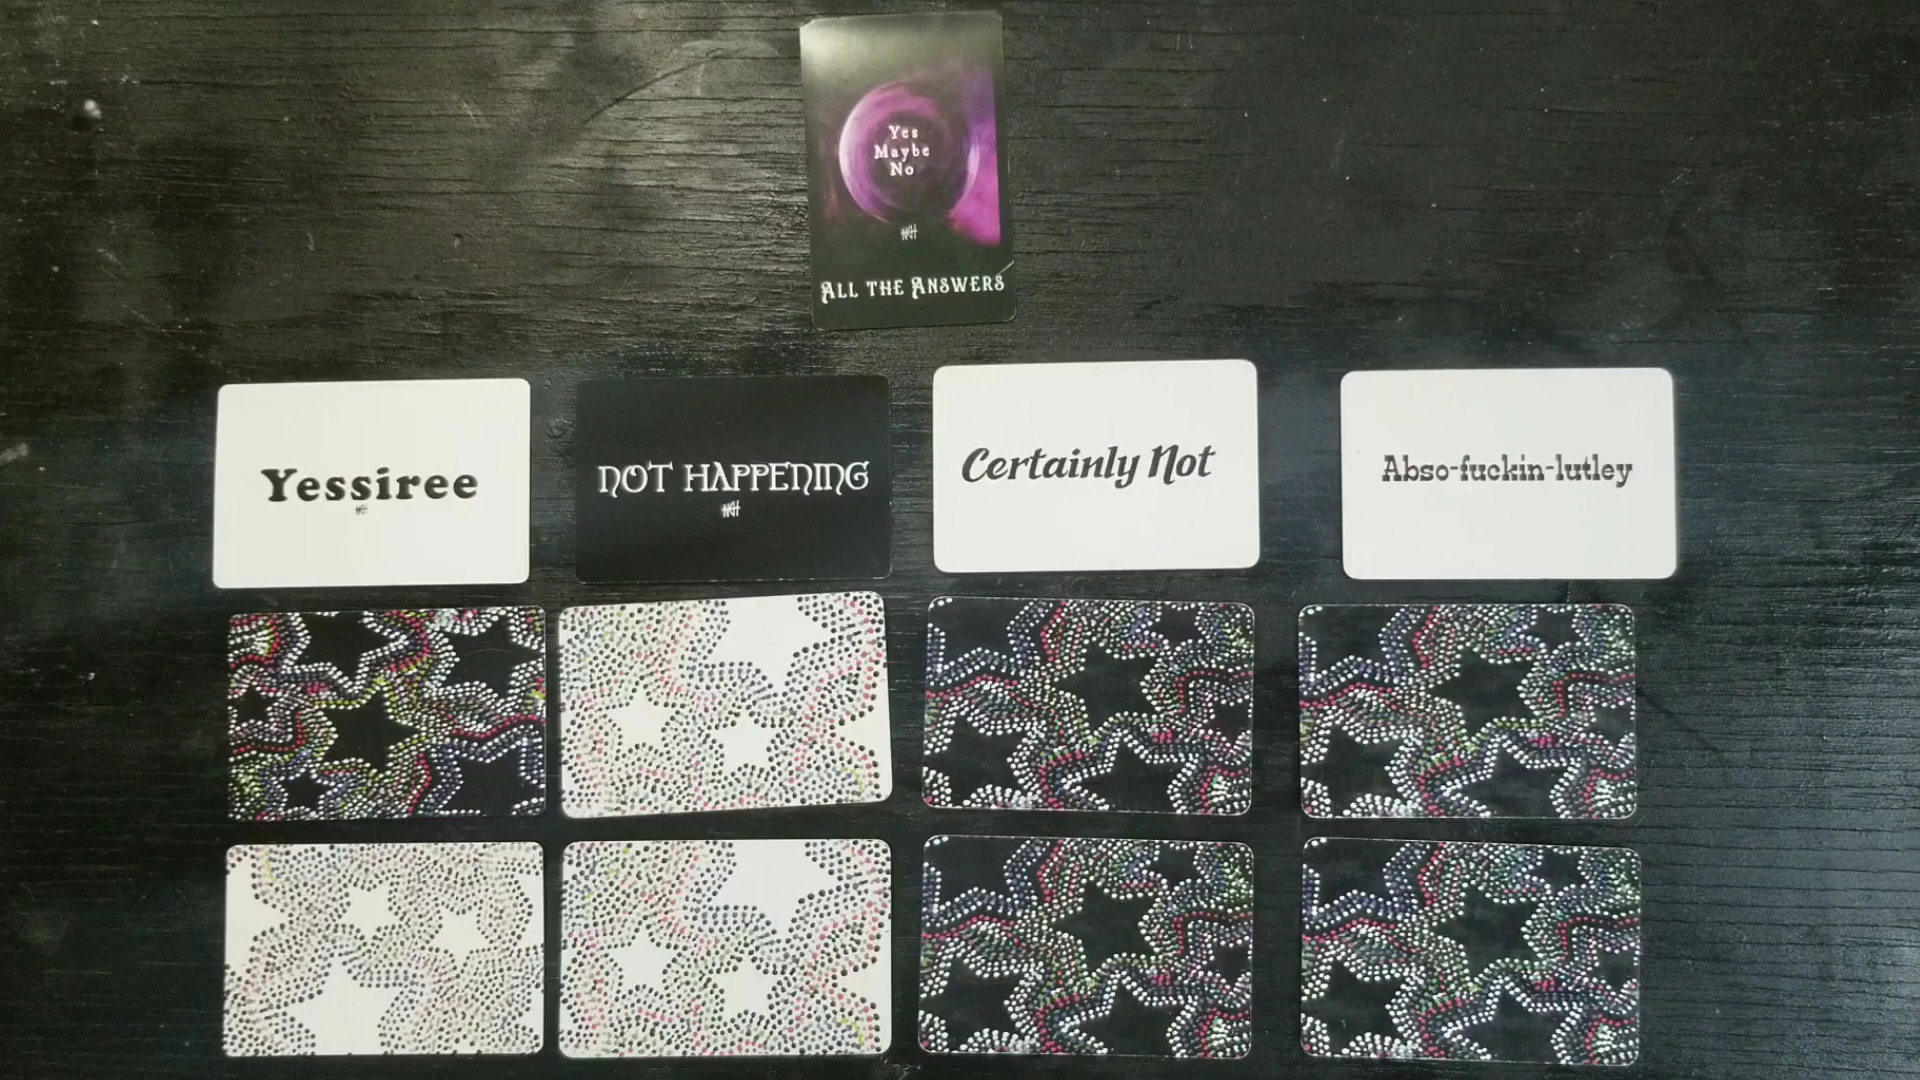 Yes
Maybe
No
All the Answers
Yessiree
NOT HAPPENING
Certainly Not
Abso-fuckin-lutley